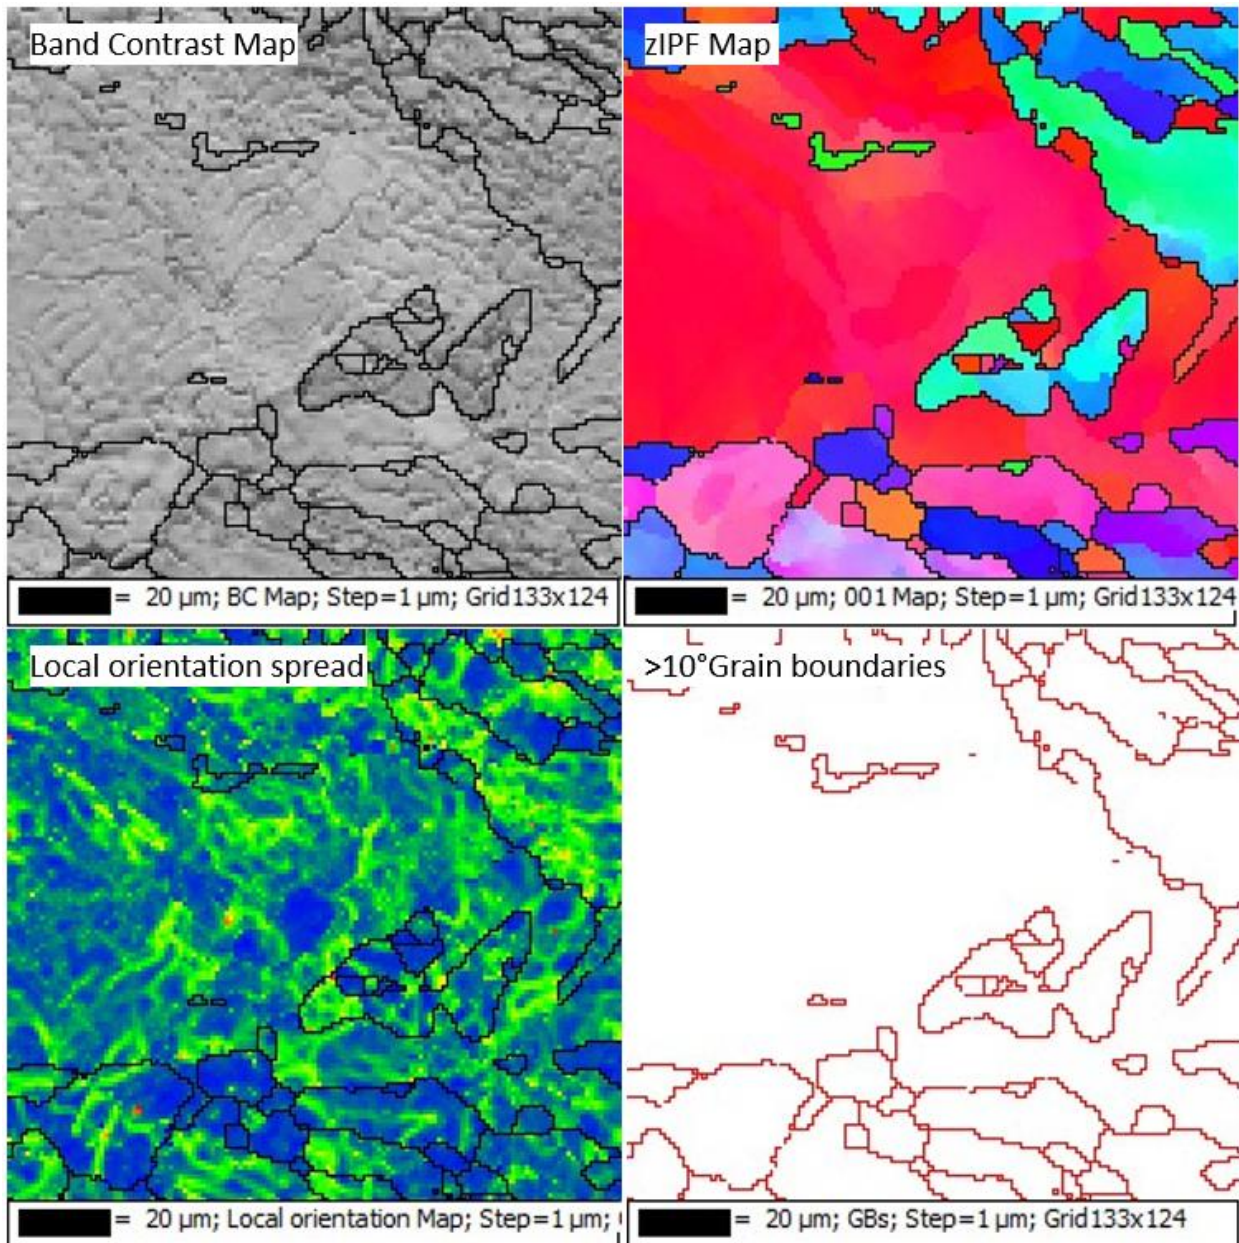 Band Contrast Map
zIPF Map
= 20 µm; BC Map; Step=1 µm; Grid133x124
= 20 µm; 001 Map; Step=1 µm; Grid133x124
Local orientation spread
>10°Grain boundaries
= 20 µm; Local orientation Map; Step=1 µm;
= 20 µm; GBs; Step=1 µm; Grid133x124